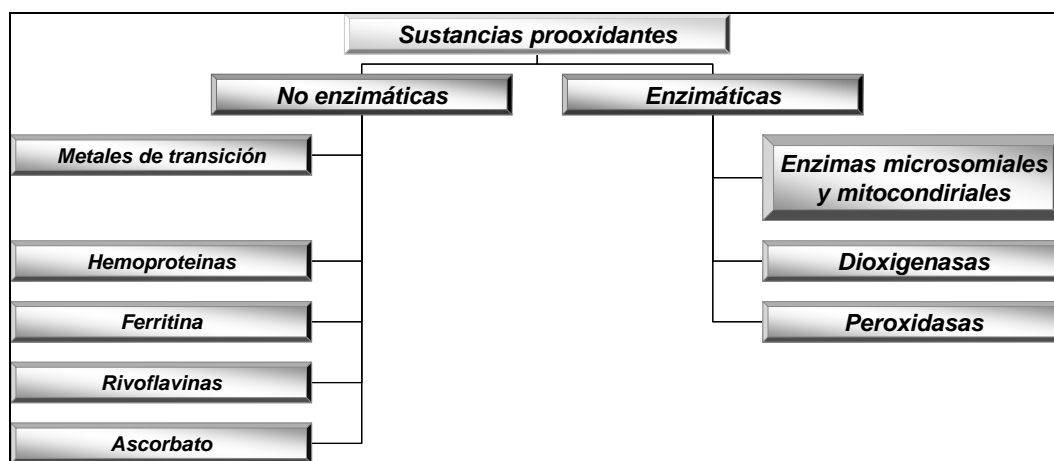 Sustancias prooxidantes
No enzimáticas
Enzimáticas
Metales de transición
Enzimas microsomiales
y mitocondiriales
Hemoproteinas
Dioxigenasas
Ferritina
Peroxidasas
Rivoflavinas
Ascorbato